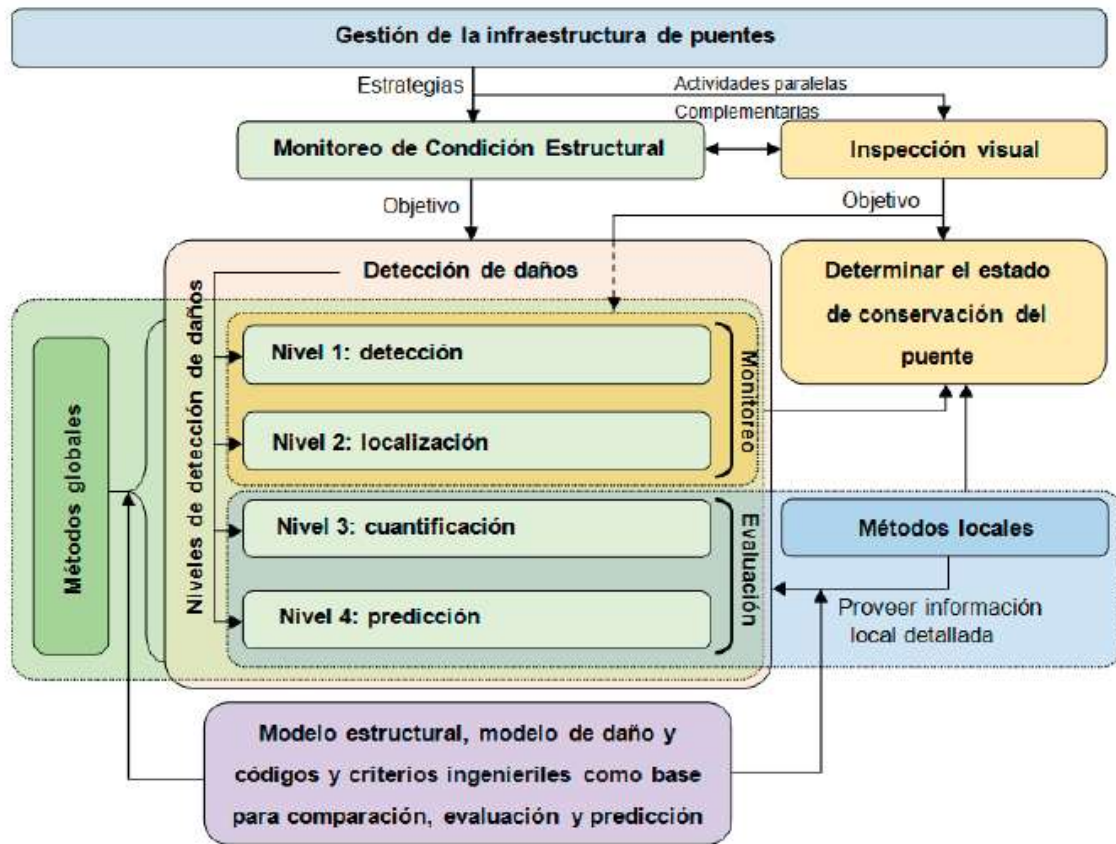 Gestión de la infraestructura de puentes
Estrategias
Actividades paralelas
Complementarias
Monitoreo de Condición Estructural
Inspección visual
Objetivo
Objetivo
Detección de daños
Determinar el estado
de conservación del
puente
Métodos globales
Niveles de detección de daños
Nivel 1: detección
Nivel 2: localización
Monitoreo
Nivel 3: cuantificación
Nivel 4: predicción
Evaluación
Métodos locales
Proveer información
local detallada
Modelo estructural, modelo de daño y
códigos y criterios ingenieriles como base
para comparación, evaluación y predicción